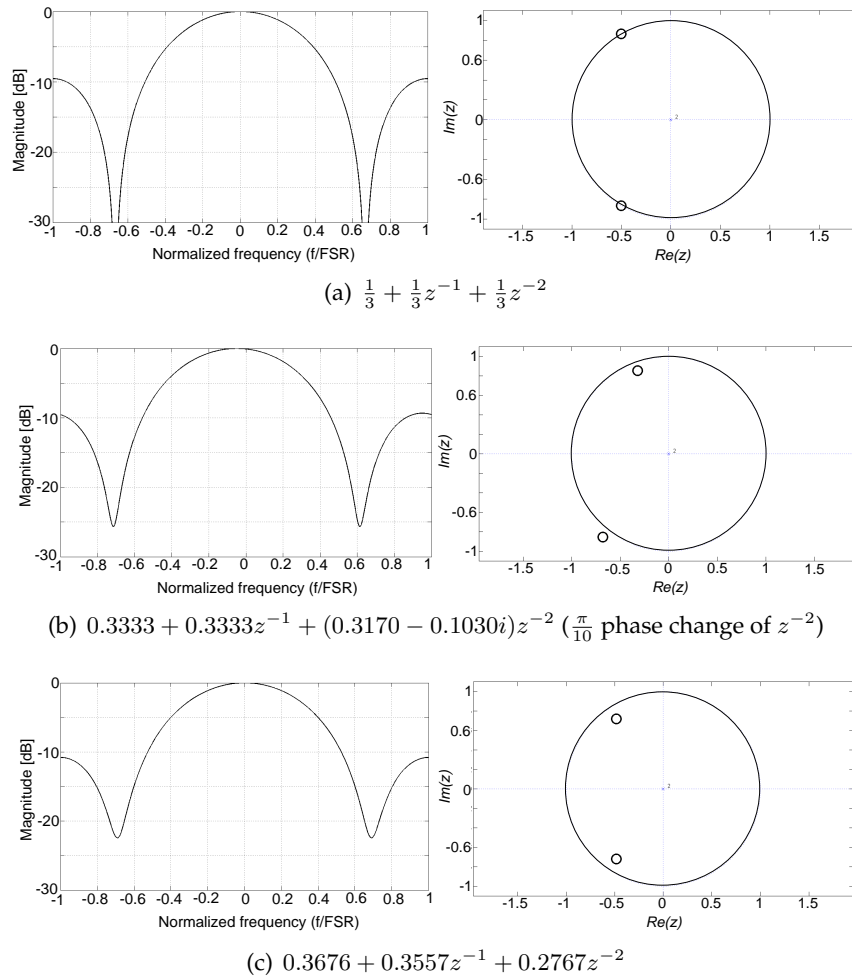 0
-10
-20
-30
Magnitude [dB]
-1 -0.8 -0.6 -0.4 -0.2 0 0.2 0.4 0.6 0.8 1
Normalized frequency (f/FSR)
1
0
-0.6
-1
Im(z)
2
-1.5 -1 -0.5 0 0.5 1 1.5
Re(z)
(a) 1/3 + 1/3 z^{-1} + 1/3 z^{-2}
0
-10
-20
-30
Magnitude [dB]
-1 -0.8 -0.6 -0.4 -0.2 0 0.2 0.4 0.6 0.8 1
Normalized frequency (f/FSR)
1
0.6
0
-0.6
-1
Im(z)
2
-1.5 -1 -0.5 0 0.5 1 1.5
Re(z)
(b) 0.3333 + 0.3333z^{-1} + (0.3170 − 0.1030i)z^{-2} (π/10 phase change of z^{-2})
0
-10
-20
-30
Magnitude [dB]
-1 -0.8 -0.6 -0.4 -0.2 0 0.2 0.4 0.6 0.8 1
Normalized frequency (f/FSR)
1
0.6
0
-0.6
-1
Im(z)
2
-1.5 -1 -0.5 0 0.5 1 1.5
Re(z)
(c) 0.3676 + 0.3557z^{-1} + 0.2767z^{-2}